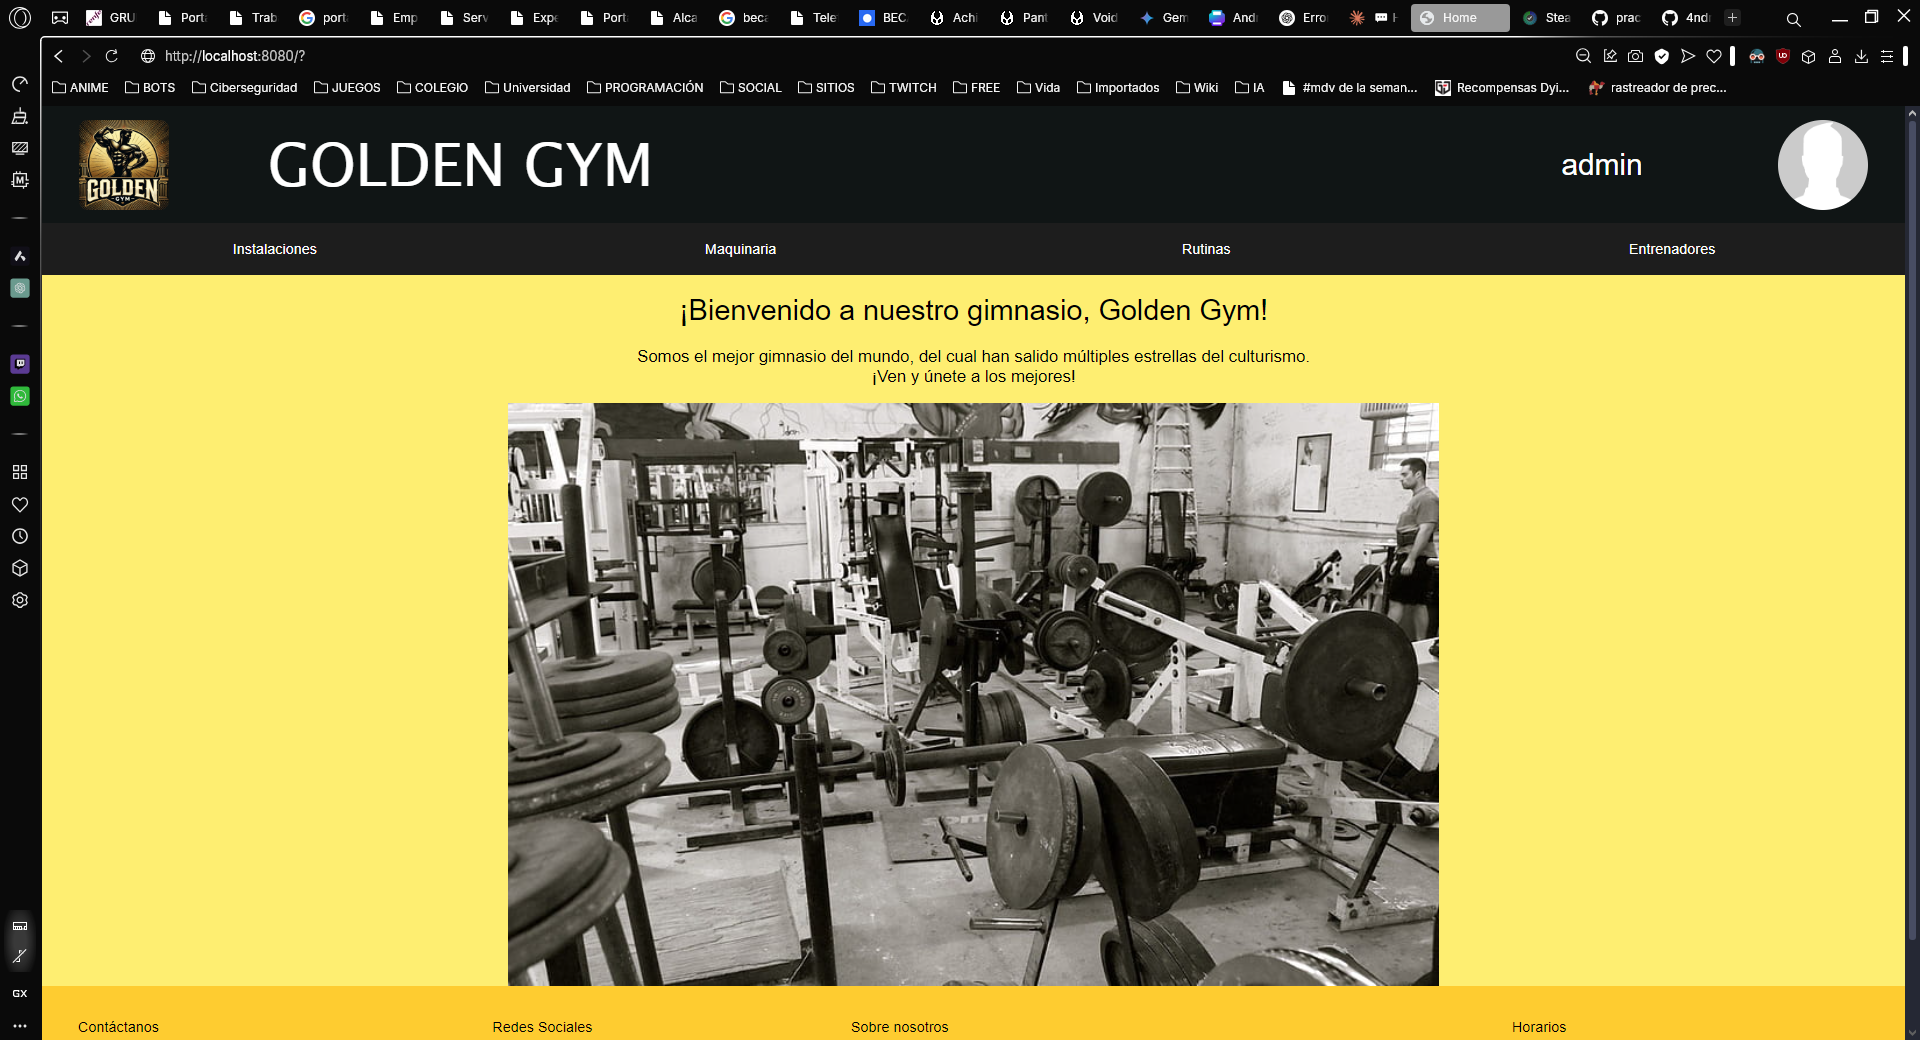 GRU
Port
Trab
port
Emp
Serv
Expe
Port
Alca
beca
Tele
BEC
Achi
Pant
Void
Gem
Andr
Erro
Home
Stea
prac
4ndr
http://localhost:8080/?
ANIME
BOTS
Ciberseguridad
JUEGOS
COLEGIO
Universidad
PROGRAMACIÓN
SOCIAL
SITIOS
TWITCH
FREE
Vida
Importados
Wiki
IA
#mdv de la seman...
Recompensas Dyi...
rastreador de prec...
GOLDEN
GYM
GOLDEN GYM
admin
Instalaciones
Maquinaria
Rutinas
Entrenadores
¡Bienvenido a nuestro gimnasio, Golden Gym!
Somos el mejor gimnasio del mundo, del cual han salido múltiples estrellas del culturismo.
¡Ven y únete a los mejores!
GX
Contáctanos
Redes Sociales
Sobre nosotros
Horarios